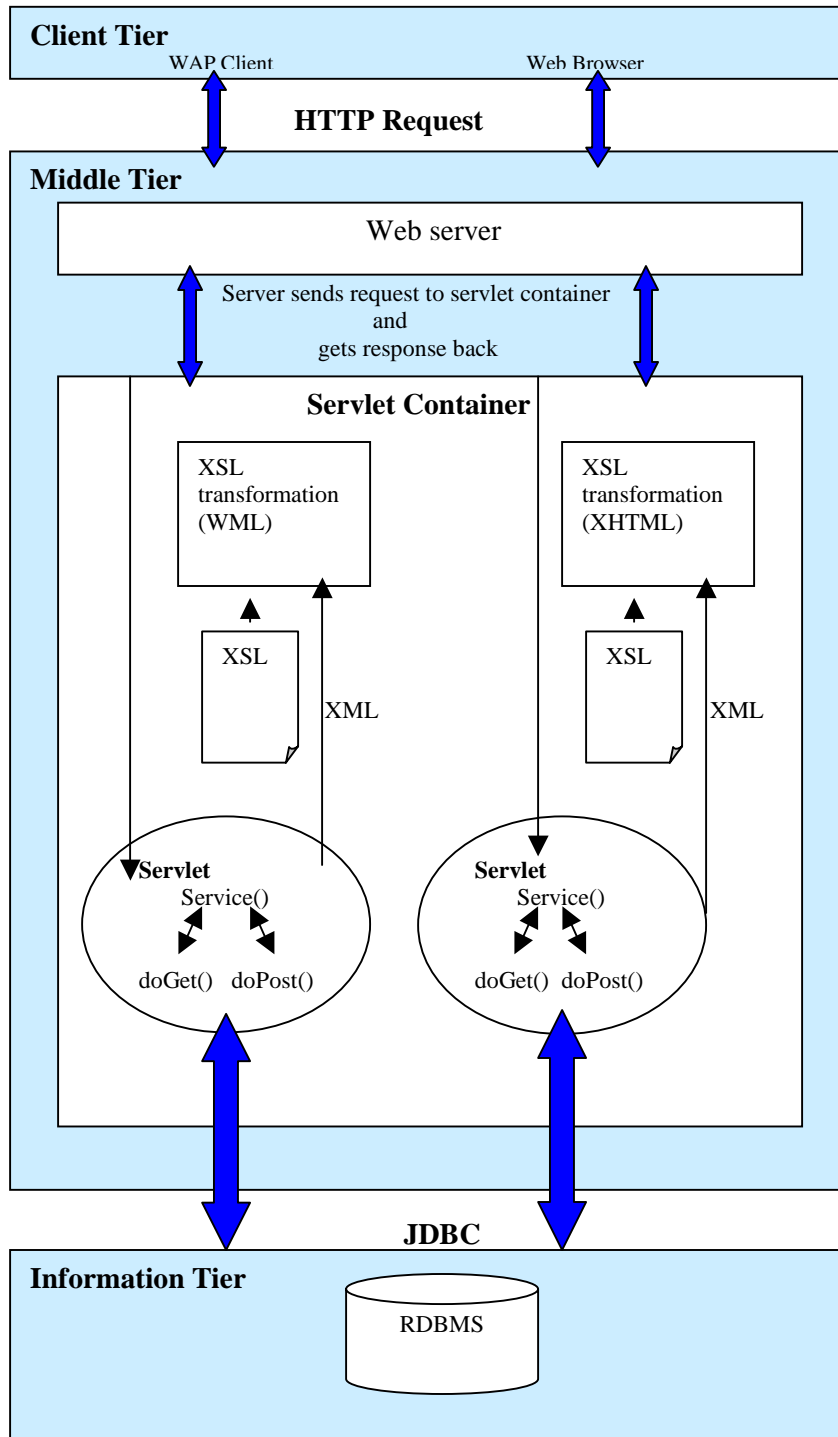 Client Tier
WAP Client
Web Browser
HTTP Request
Middle Tier
Web server
Server sends request to servlet container
and
gets response back
Servlet Container
XSL
transformation
(WML)
XSL
transformation
(XHTML)
XSL
XML
XSL
XML
Servlet
Service()
doGet() doPost()
Servlet
Service()
doGet() doPost()
JDBC
Information Tier
RDBMS